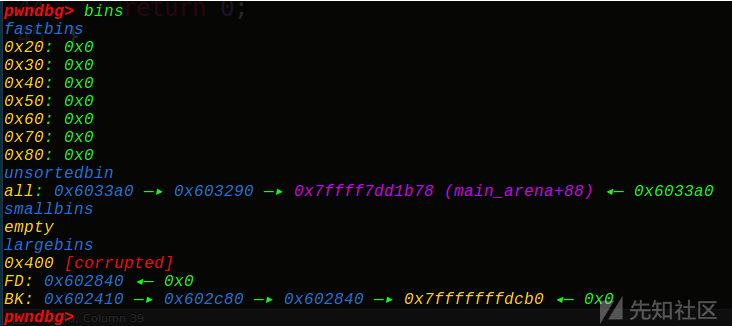 pwndbg> bins
return 0;
fastbins
0x20: 0x0
0x30: 0x0
0x40: 0x0
0x50: 0x0
0x60: 0x0
0x70: 0x0
0x80: 0x0
unsortedbin
all: 0x6033a0 —▸ 0x603290 —▸ 0x7ffff7dd1b78 (main_arena+88) ◂— 0x6033a0
smallbins
empty
largebins
0x400 [corrupted]
FD: 0x602840 ◂— 0x0
BK: 0x602410 —▸ 0x602c80 —▸ 0x602840 —▸ 0x7fffffffdcb0 ◂— 0x0
pwndbg> Column 39
先知社区